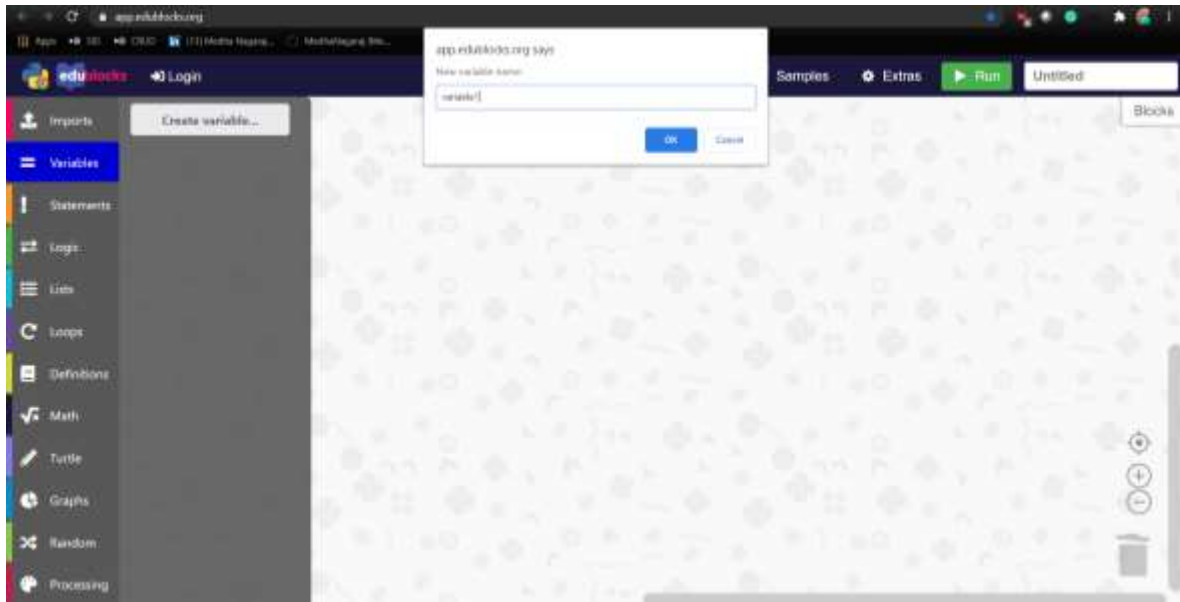 app.edublocks.org
Apps
app.edublocks.org says
New variable name:
variable1
OK Cancel
edublocks Login Samples Extras Run Untitled
Blocks
Create variable...
Imports
Variables
Statements
Logic
Lists
Loops
Definitions
Math
Turtle
Graphs
Random
Processing